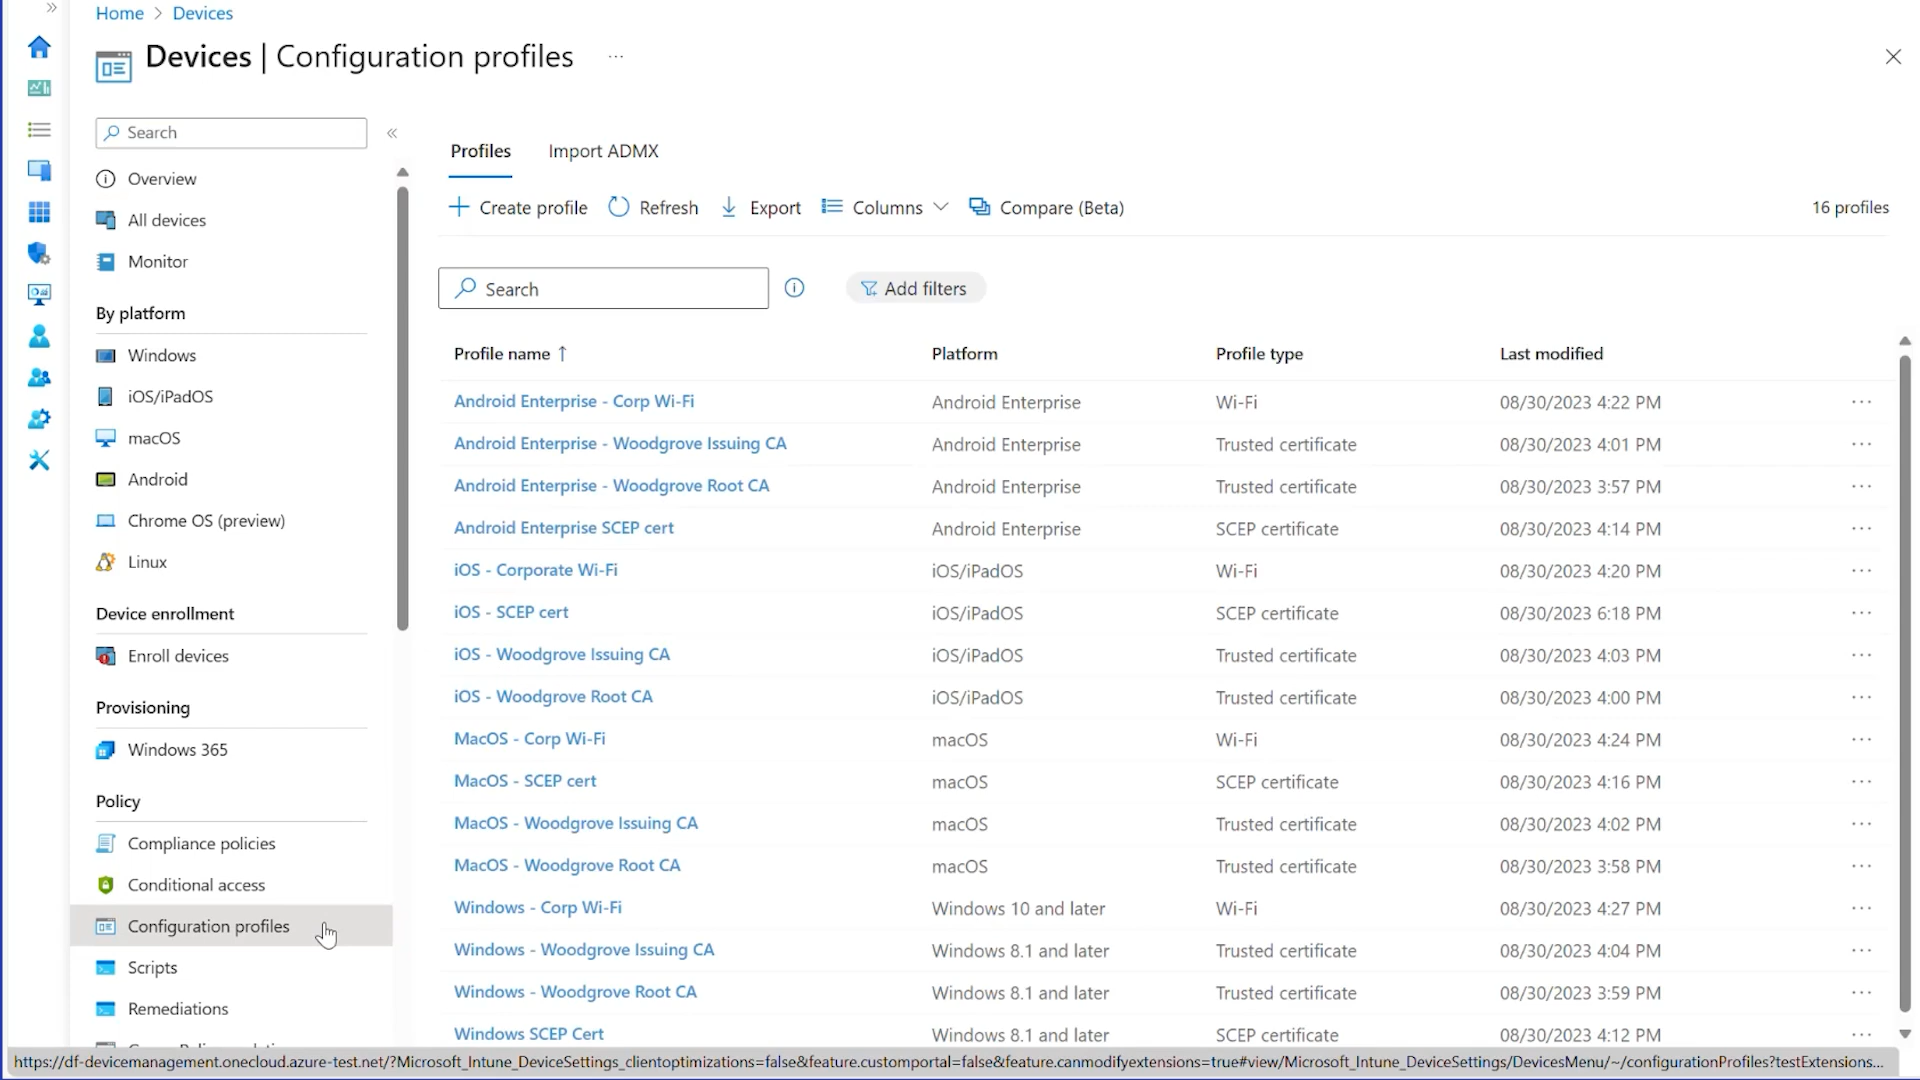 Home > Devices
Devices | Configuration profiles ...
Search
Overview
All devices
Monitor
By platform
Windows
iOS/iPadOS
macOS
Android
Chrome OS (preview)
Linux
Device enrollment
Enroll devices
Provisioning
Windows 365
Policy
Compliance policies
Conditional access
Configuration profiles
Scripts
Remediations
Profiles Import ADMX
Create profile Refresh Export Columns Compare (Beta) 16 profiles
Search Add filters
Profile name ↑ Platform Profile type Last modified
Android Enterprise - Corp Wi-Fi Android Enterprise Wi-Fi 08/30/2023 4:22 PM ...
Android Enterprise - Woodgrove Issuing CA Android Enterprise Trusted certificate 08/30/2023 4:01 PM ...
Android Enterprise - Woodgrove Root CA Android Enterprise Trusted certificate 08/30/2023 3:57 PM ...
Android Enterprise SCEP cert Android Enterprise SCEP certificate 08/30/2023 4:14 PM ...
iOS - Corporate Wi-Fi iOS/iPadOS Wi-Fi 08/30/2023 4:20 PM ...
iOS - SCEP cert iOS/iPadOS SCEP certificate 08/30/2023 6:18 PM ...
iOS - Woodgrove Issuing CA iOS/iPadOS Trusted certificate 08/30/2023 4:03 PM ...
iOS - Woodgrove Root CA iOS/iPadOS Trusted certificate 08/30/2023 4:00 PM ...
MacOS - Corp Wi-Fi macOS Wi-Fi 08/30/2023 4:24 PM ...
MacOS - SCEP cert macOS SCEP certificate 08/30/2023 4:16 PM ...
MacOS - Woodgrove Issuing CA macOS Trusted certificate 08/30/2023 4:02 PM ...
MacOS - Woodgrove Root CA macOS Trusted certificate 08/30/2023 3:58 PM ...
Windows - Corp Wi-Fi Windows 10 and later Wi-Fi 08/30/2023 4:27 PM ...
Windows - Woodgrove Issuing CA Windows 8.1 and later Trusted certificate 08/30/2023 4:04 PM ...
Windows - Woodgrove Root CA Windows 8.1 and later Trusted certificate 08/30/2023 3:59 PM ...
Windows SCEP Cert Windows 8.1 and later SCEP certificate 08/30/2023 4:12 PM ...
https://df-devicemanagement.onecloud.azure-test.net/?Microsoft_Intune_DeviceSettings_clientoptimizations=false&feature.customportal=false&feature.canmodifyextensions=true#view/Microsoft_Intune_DeviceSettings/DevicesMenu/~/configurationProfiles?testExtensions...